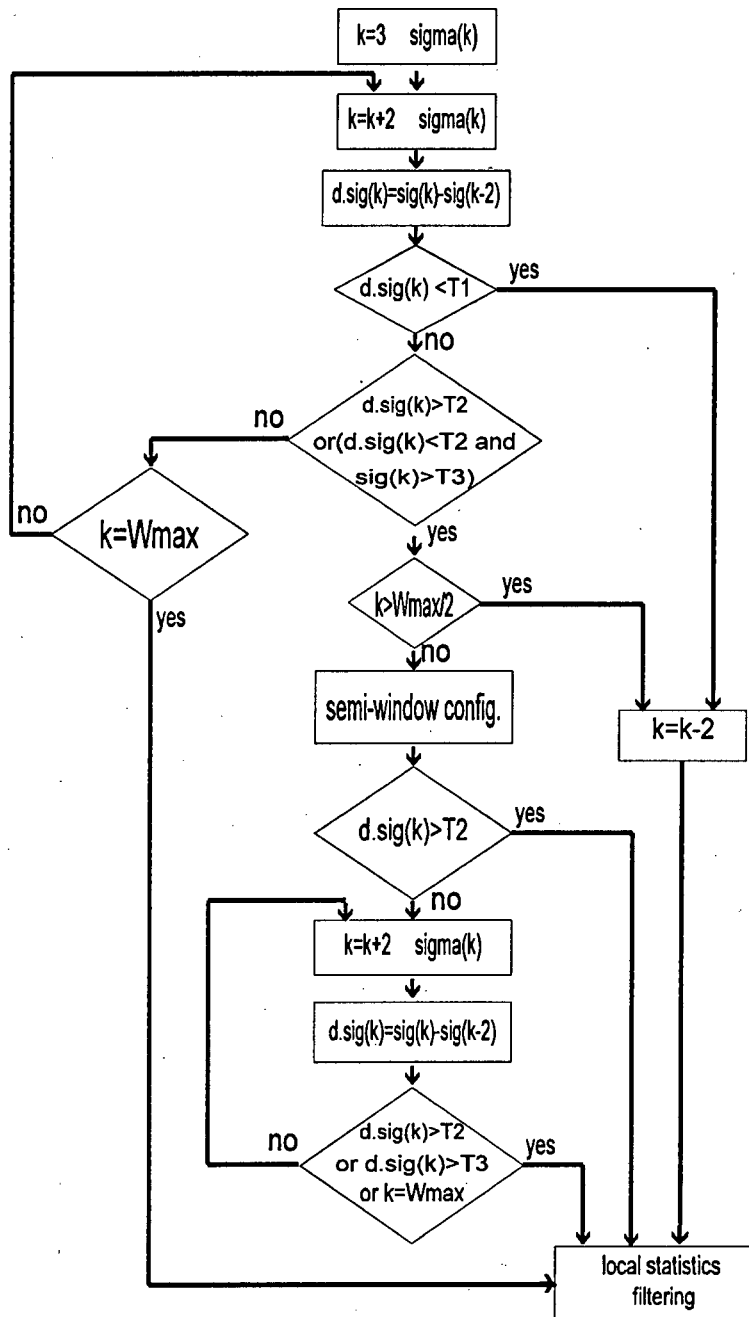 k=3 sigma(k)
k=k+2 sigma(k)
d.sig(k)=sig(k)-sig(k-2)
d.sig(k) <T1
yes
no
d.sig(k)>T2
or(d.sig(k)<T2 and
sig(k)>T3)
no
k=Wmax
no
yes
yes
k>Wmax/2
yes
no
semi-window config.
k=k-2
d.sig(k)>T2
yes
no
k=k+2 sigma(k)
d.sig(k)=sig(k)-sig(k-2)
d.sig(k)>T2
or d.sig(k)>T3
or k=Wmax
no
yes
local statistics
filtering